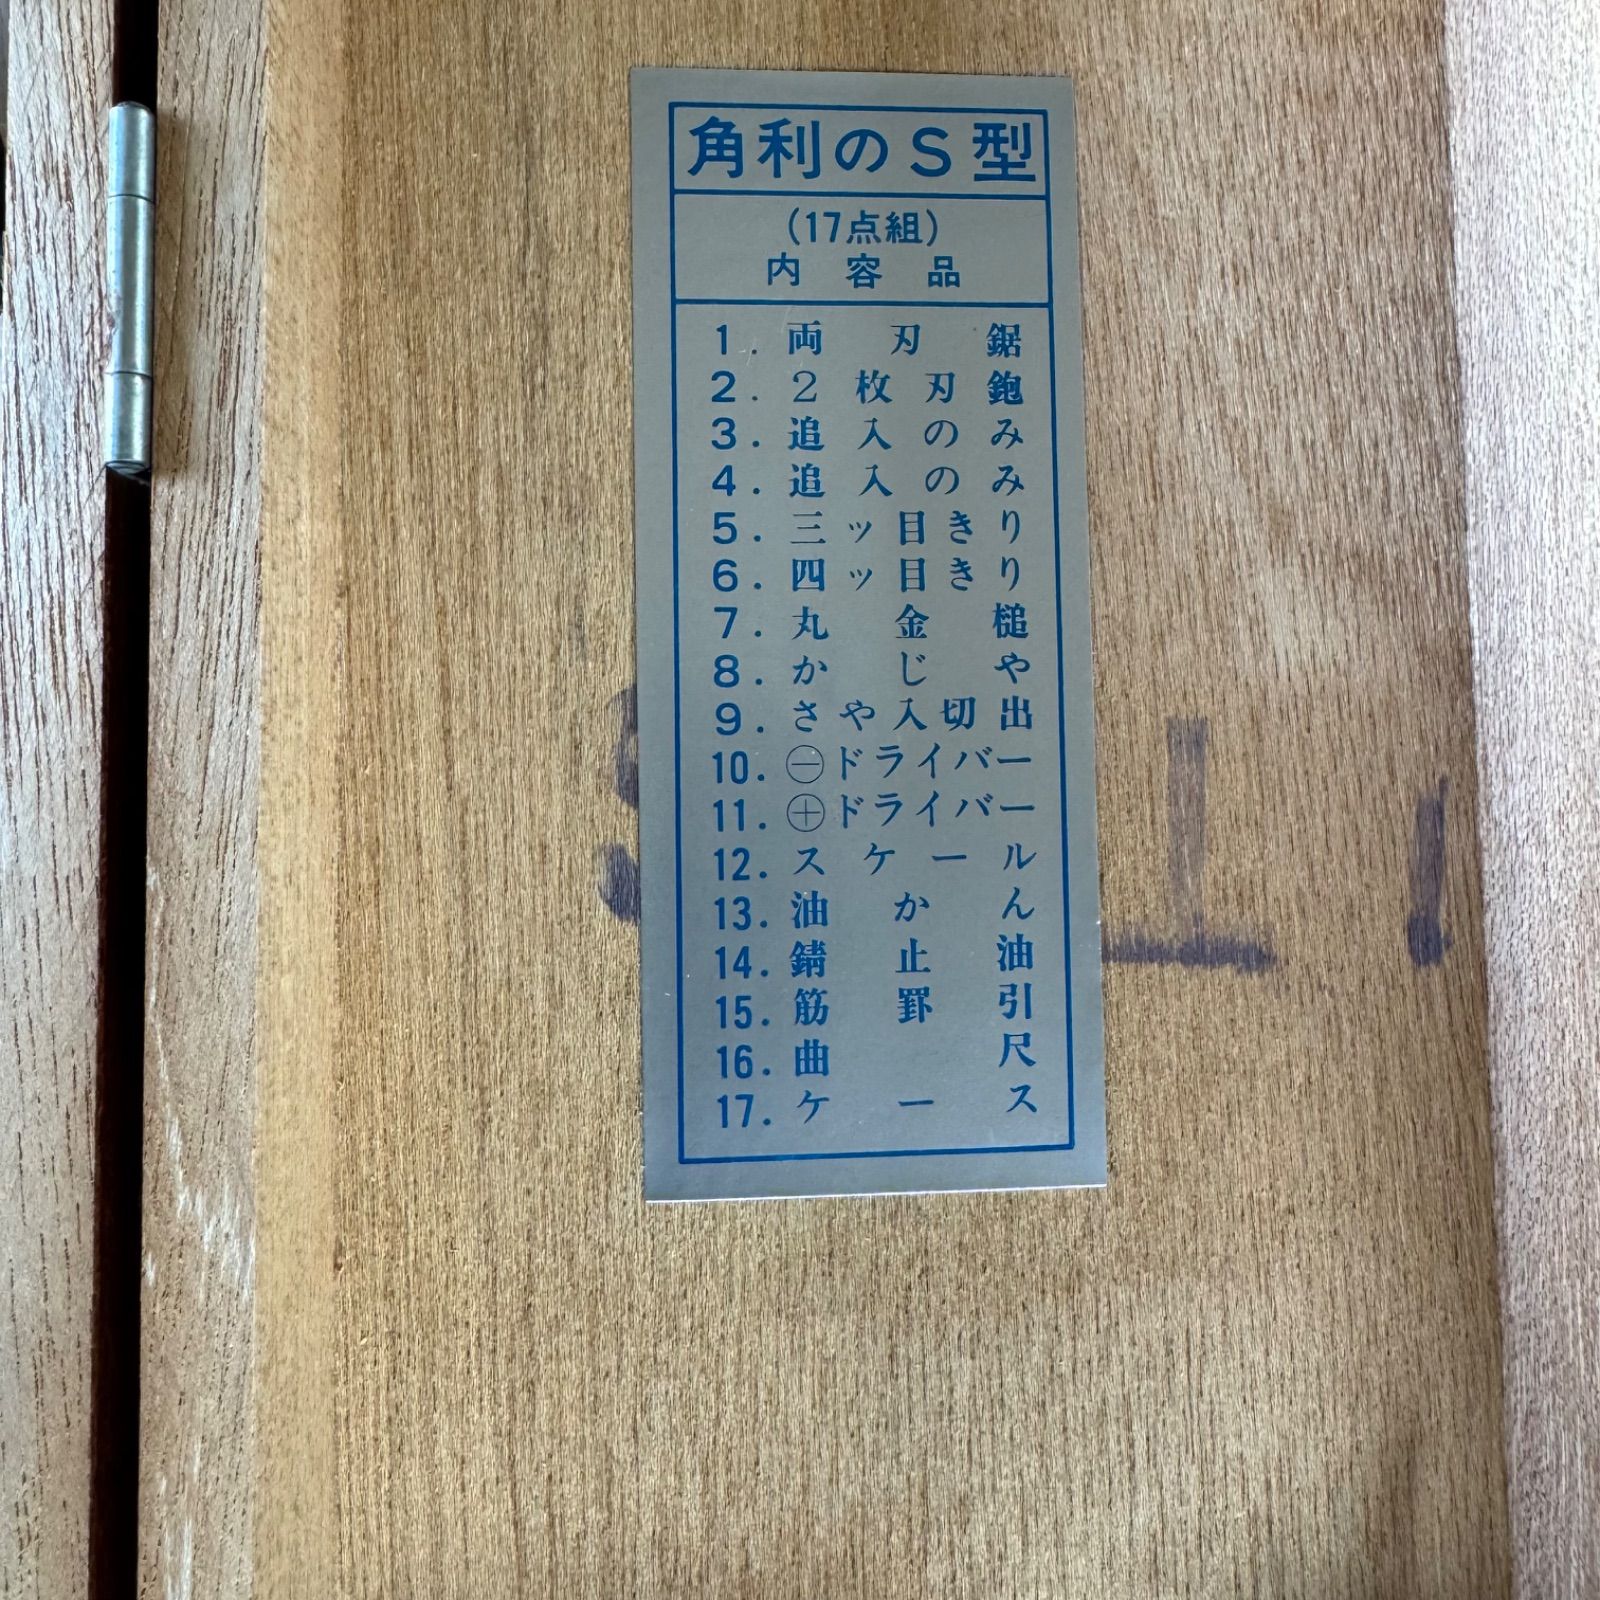 角利のS型
(17点組)
内容品
1. 両刃鋸
2. 2枚刃鉋
3. 追入のみ
4. 追入のみ
5. 三ッ目きり
6. 四ッ目きり
7. 丸金槌
8. かじや
9. さや入切出
10. ㊀ドライバー
11. ⊕ドライバー
12. スケール
13. 油かん
14. 錆止油
15. 筋罫引
16. 曲尺
17. ケース